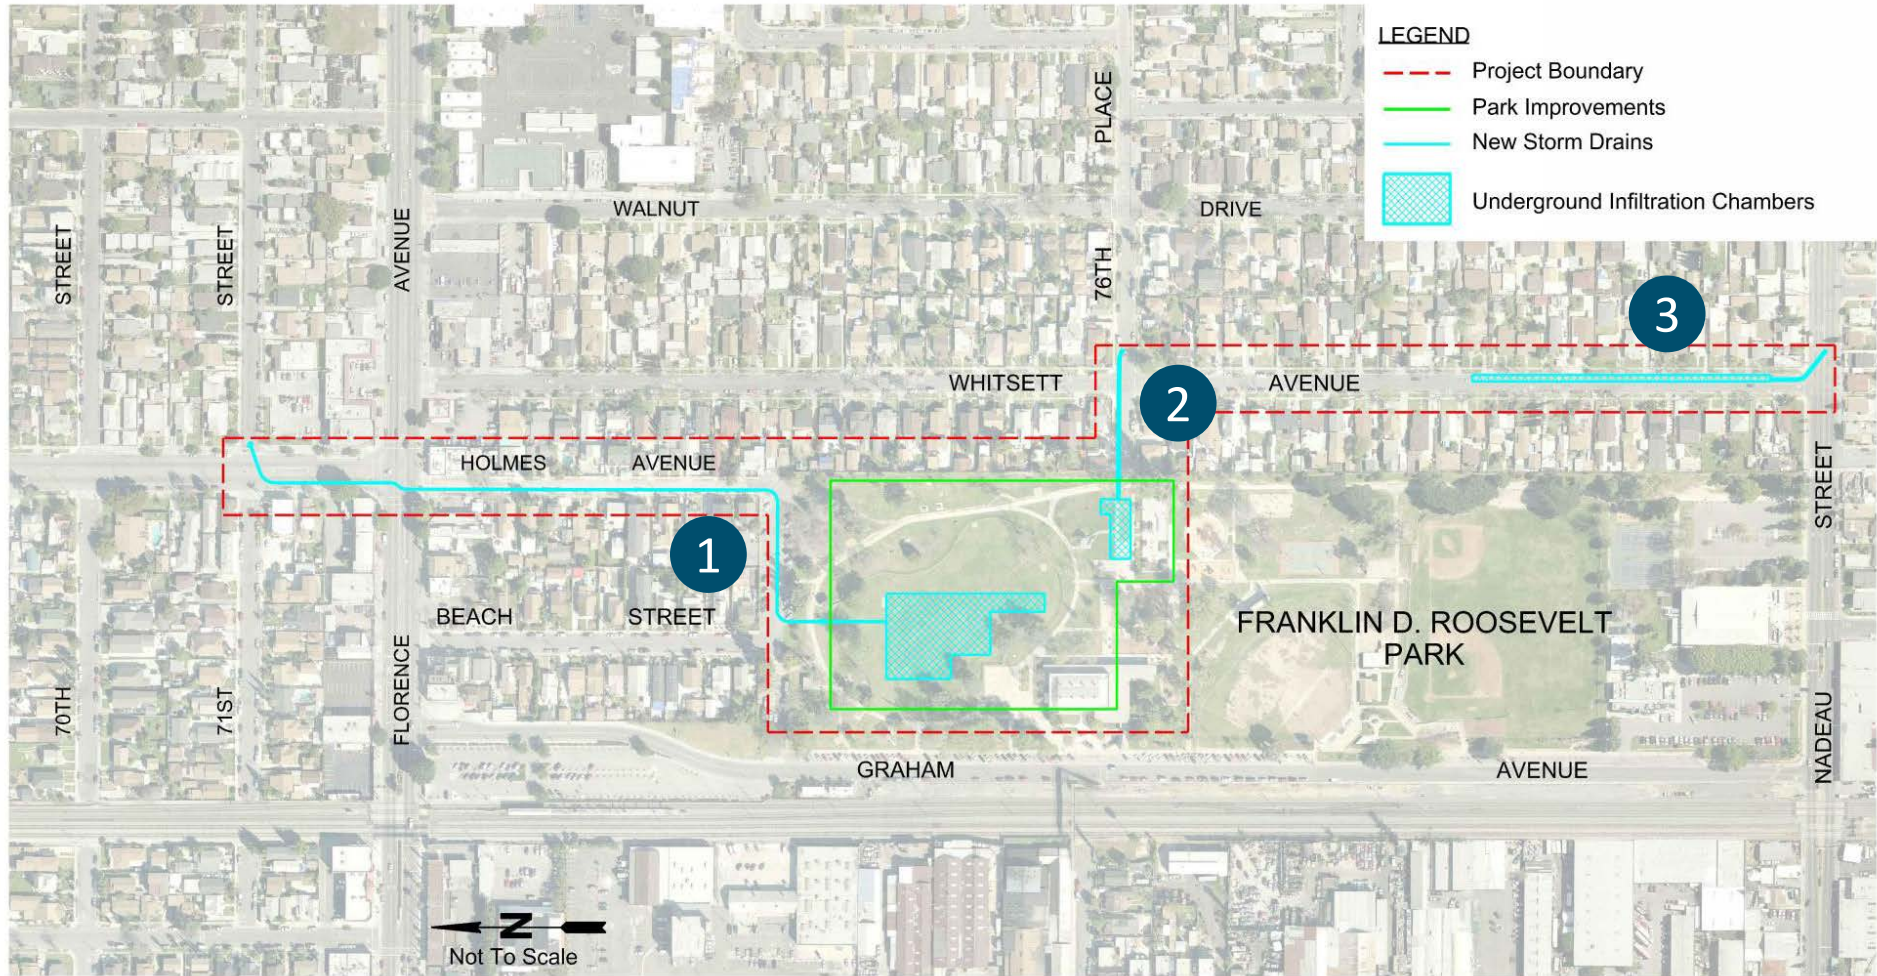 LEGEND
Project Boundary
Park Improvements
New Storm Drains
Underground Infiltration Chambers
PLACE
WALNUT
DRIVE
STREET
STREET
AVENUE
76TH
3
WHITSETT
AVENUE
2
HOLMES
AVENUE
STREET
1
BEACH
STREET
FRANKLIN D. ROOSEVELT
PARK
70TH
71ST
FLORENCE
NADEAU
GRAHAM
AVENUE
N
Not To Scale